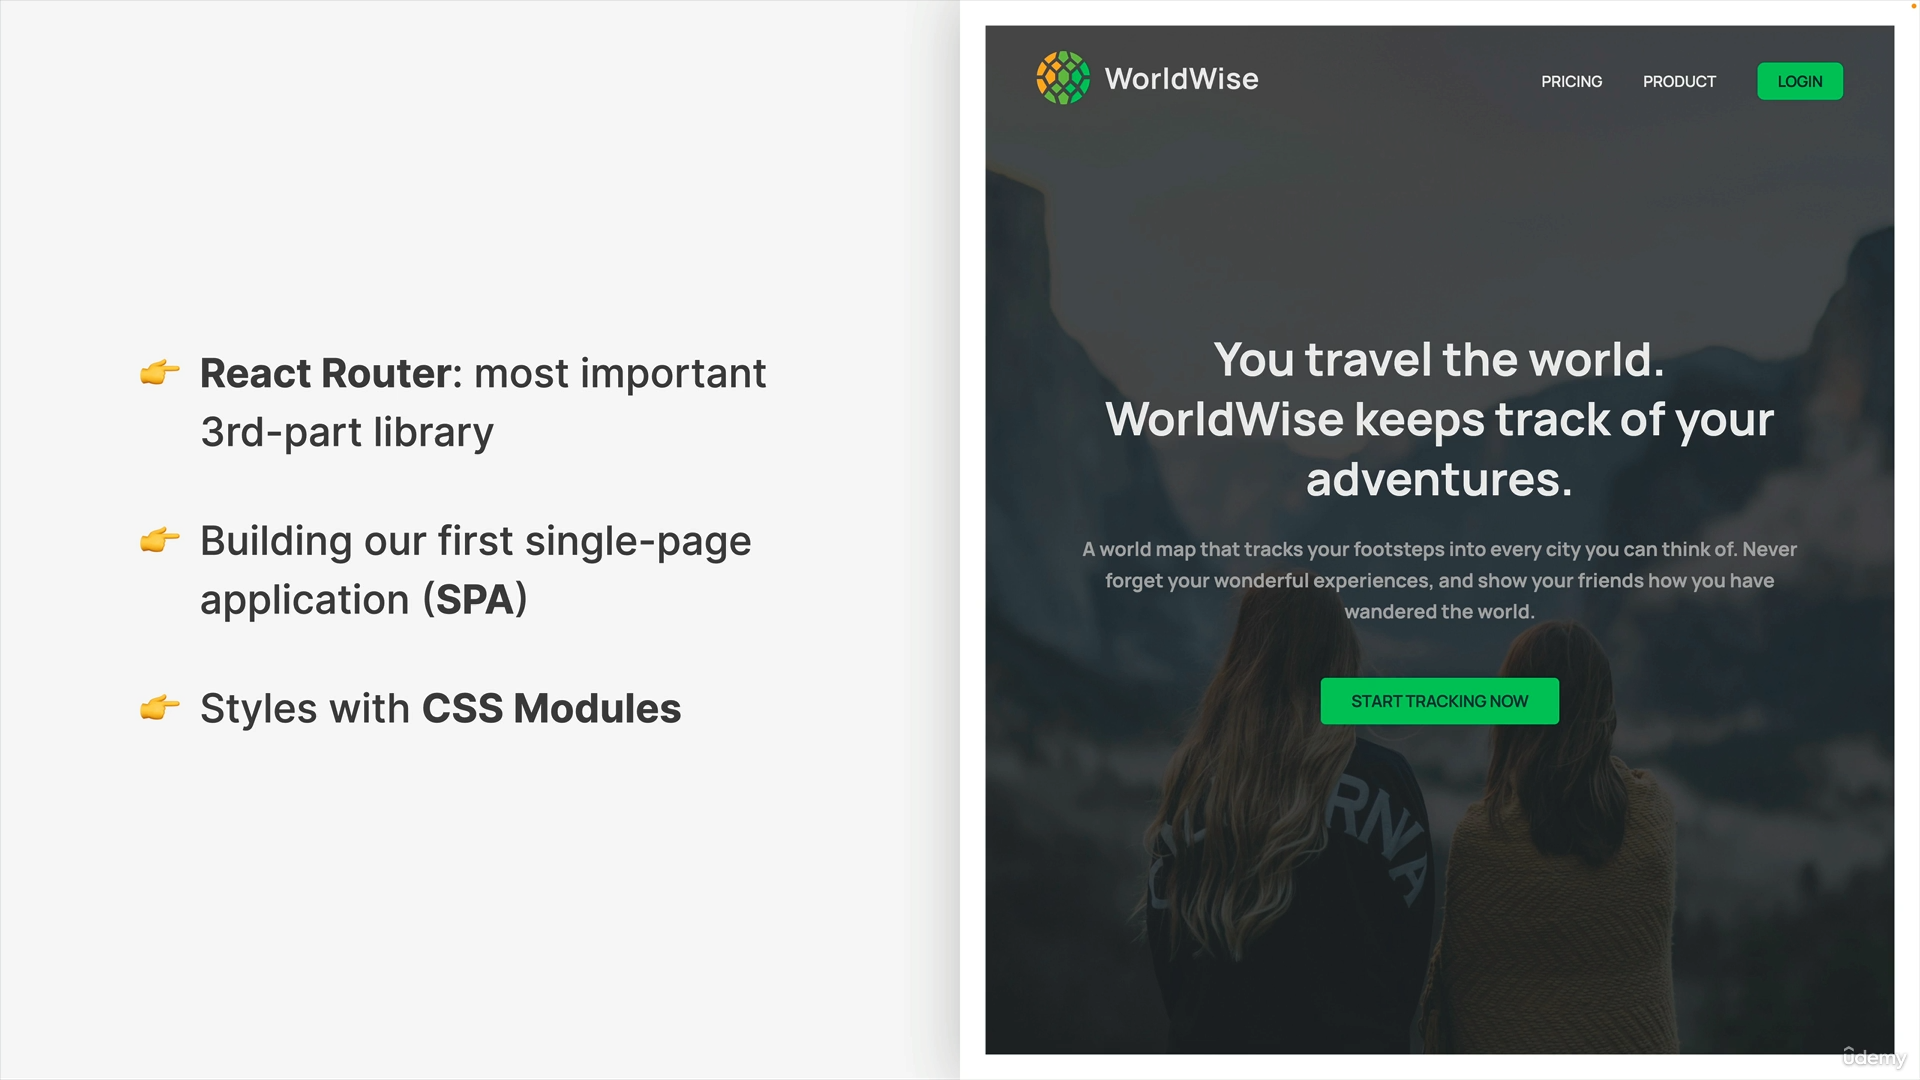 React Router: most important
3rd-part library
Building our first single-page
application (SPA)
Styles with CSS Modules
WorldWise
PRICING
PRODUCT
LOGIN
You travel the world.
WorldWise keeps track of your
adventures.
A world map that tracks your footsteps into every city you can think of. Never
forget your wonderful experiences, and show your friends how you have
wandered the world.
START TRACKING NOW
udemy